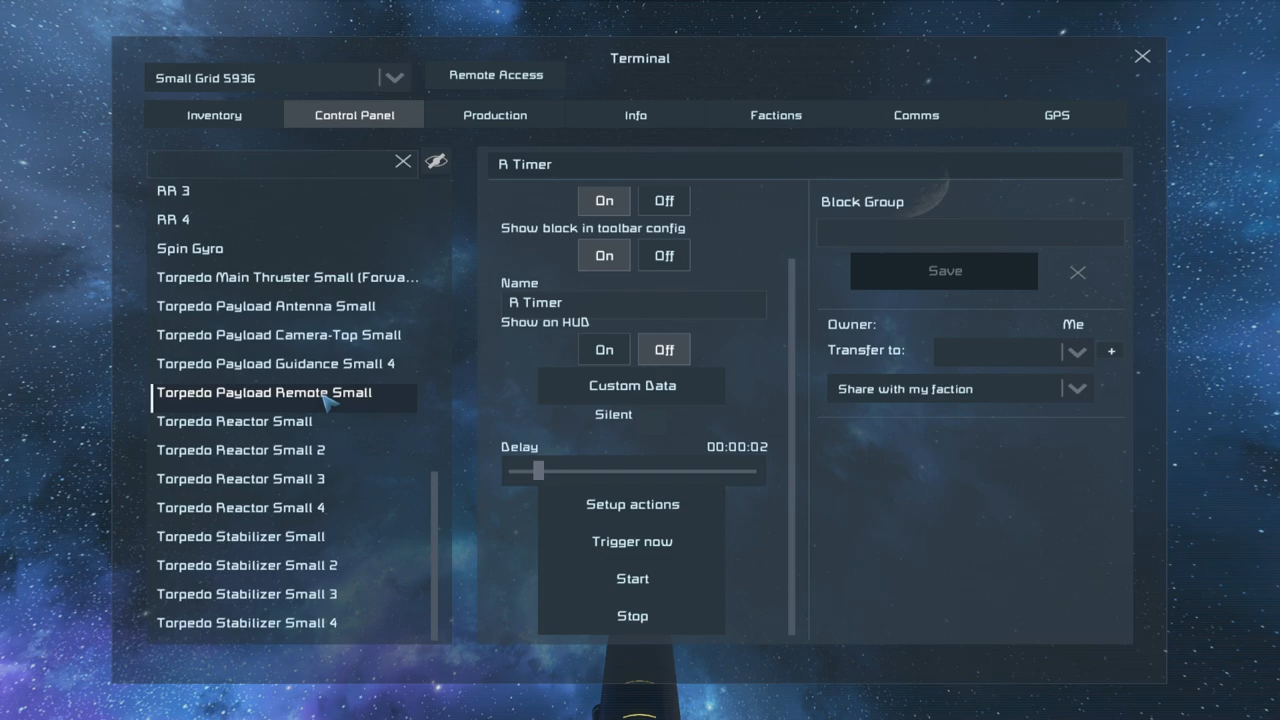 Terminal
Small Grid 5936
Remote Access
Inventory
Control Panel
Production
Info
Factions
Comms
GPS
RR 3
RR 4
Spin Gyro
Torpedo Main Thruster Small (Forwa...
Torpedo Payload Antenna Small
Torpedo Payload Camera-Top Small
Torpedo Payload Guidance Small 4
Torpedo Payload Remote Small
Torpedo Reactor Small
Torpedo Reactor Small 2
Torpedo Reactor Small 3
Torpedo Reactor Small 4
Torpedo Stabilizer Small
Torpedo Stabilizer Small 2
Torpedo Stabilizer Small 3
Torpedo Stabilizer Small 4
R Timer
On Off
Show block in toolbar config
On Off
Name
R Timer
Show on HUD
On Off
Custom Data
Silent
Delay 00:00:02
Setup actions
Trigger now
Start
Stop
Block Group
Save
Owner: Me
Transfer to: +
Share with my faction